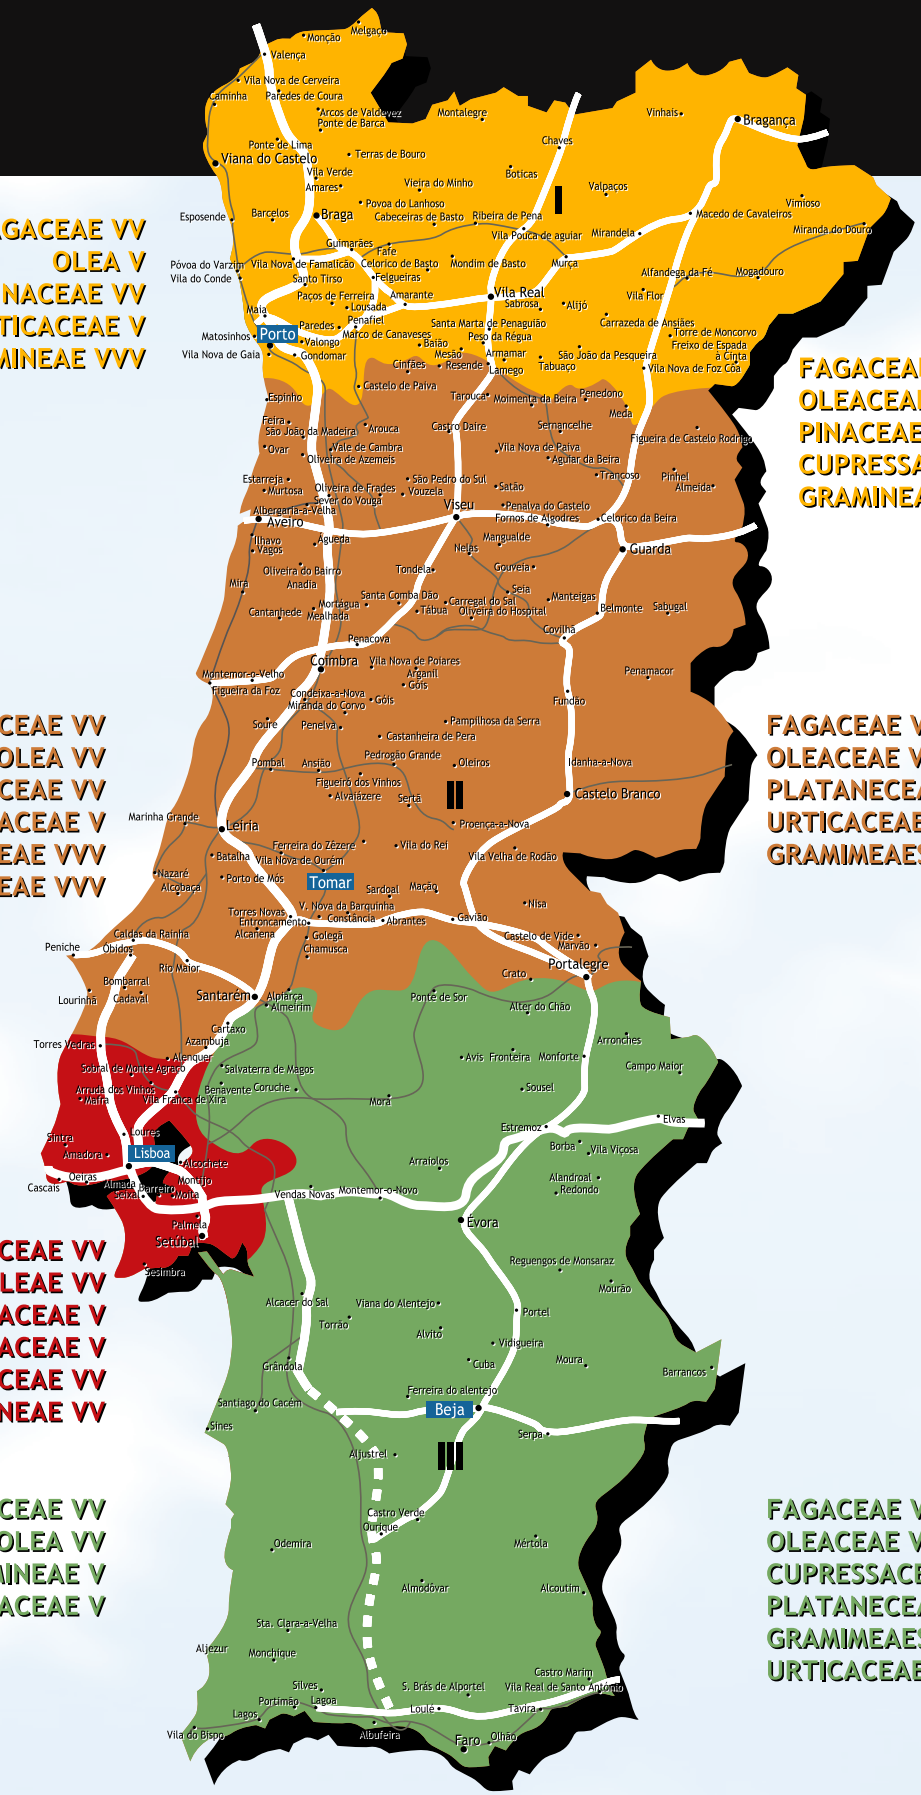 Melgaço
Monção
Valença
Vila Nova de Cerveira
Caminha
Paredes de Coura
Arcos de Valdevez
Ponte de Barca
Montalegre
Vinhais
Bragança
Chaves
Ponte de Lima
Viana do Castelo
Terras de Bouro
Vila Verde
Boticas
Amares
Vieira do Minho
Valpaços
I
Vimioso
Povoa do Lanhoso
Esposende
Barcelos
Braga
Cabeceiras de Basto
Ribeira de Pena
Macedo de Cavaleiros
AGACEAE VV
Miranda do Douro
Vila Pouca de aguiar
Mirandela
Guimarães
Fafe
OLEA V
Póvoa do Varzim
Vila Nova de Famalicão
Celorico de Basto
Mondim de Basto
Murça
Vila do Conde
Santo Tirso
Felgueiras
Alfandega da Fé
Mogadouro
NACEAE VV
Paços de Ferreira
Amarante
Vila Real
Sabrosa
Alijó
Vila Flor
Maia
Lousada
Penafiel
TICACEAE V
Matosinhos
Porto
Paredes
Marco de Canaveses
Santa Marta de Penaguião
Carrazeda de Ansiães
Peso da Régua
Torre de Moncorvo
Valongo
Baião
Freixo de Espada
à Cinta
Vila Nova de Gaia
Gondomar
Mesão
Armamar
São João da Pesqueira
MINEAE VVV
Cinfães
Resende
Lamego
Tabuaço
Vila Nova de Foz Côa
FAGACEAE
Castelo de Paiva
Espinho
Tarouca
Moimenta da Beira
Penedono
OLEACEAE
Meda
Feira
São João da Madeira
Arouca
Castro Daire
Sernancelhe
PINACEAE
Figueira de Castelo Rodrigo
Ovar
Vale de Cambra
Oliveira de Azemeis
Vila Nova de Paiva
Aguiar da Beira
CUPRESSA
Estarreja
São Pedro do Sul
Trancoso
Pinhel
Murtosa
Oliveira de Frades
Vouzela
Satão
Almeida
GRAMINEA
Sever do Vouga
Albergaria-a-Velha
Viseu
Penalva do Castelo
Aveiro
Fornos de Algodres
Celorico da Beira
Ilhavo
Vagos
Águeda
Mangualde
Nelas
Guarda
Oliveira do Bairro
Tondela
Gouveia
Mira
Anadia
Seia
Santa Comba Dão
Carregal do Sal
Manteigas
Cantanhede
Mortágua
Mealhada
Tábua
Oliveira do Hospital
Belmonte
Sabugal
Penacova
Covilhã
Coimbra
Vila Nova de Poiares
Montemor-o-Velho
Arganil
Góis
Penamacor
Figueira da Foz
Condeixa-a-Nova
Miranda do Corvo
Góis
Fundão
CEAE VV
Soure
Penelva
Pampilhosa da Serra
FAGACEAE V
Castanheira de Pera
OLEA VV
Pombal
Ansião
Pedrogão Grande
Oleiros
Idanha-a-Nova
OLEACEAE V
CEAE VV
Figueiró dos Vinhos
Alvaiázere
Sertã
II
Castelo Branco
PLATANECEA
ACEAE V
Marinha Grande
Leiria
Proença-a-Nova
URTICACEAE
EAE VVV
Batalha
Ferreira do Zêzere
Vila Nova de Ourém
Vila do Rei
Vila Velha de Rodão
GRAMIMEAES
Nazaré
EAE VVV
Alcobaça
Porto de Mós
Tomar
Sardoal
Mação
Torres Novas
V. Nova da Barquinha
Nisa
Entroncamento
Constância
Abrantes
Gavião
Caldas da Rainha
Alcanena
Golegã
Castelo de Vide
Peniche
Óbidos
Chamusca
Marvão
Rio Maior
Portalegre
Bombarral
Crato
Lourinhã
Cadaval
Santarém
Alpiarça
Almeirim
Ponte de Sor
Alter do Chão
Cartaxo
Torres Vedras
Azambuja
Arronches
Alenquer
Avis
Fronteira
Monforte
Sobral de Monte Agraço
Salvaterra de Magos
Campo Maior
Arruda dos Vinhos
Benavente
Coruche
Sousel
Mafra
Vila Franca de Xira
Mora
Elvas
Sintra
Loures
Estremoz
Amadora
Lisboa
Borba
Vila Viçosa
Alcochete
Arraiolos
Oeiras
Montijo
Alandroal
Cascais
Almada
Barreiro
Moita
Seixal
Vendas Novas
Montemor-o-Novo
Redondo
Palmela
Évora
Setúbal
CEAE VV
Sesimbra
Reguengos de Monsaraz
LEAE VV
Mourão
Alcacer do Sal
Viana do Alentejo
ACEAE V
Torrão
Portel
Alvito
ACEAE V
Vidigueira
Grândola
Cuba
Moura
Barrancos
CEAE VV
Ferreira do alentejo
Santiago do Cacém
Beja
NEAE VV
Sines
Serpa
Aljustrel
III
CEAE VV
Castro Verde
FAGACEAE V
Ourique
OLEA VV
Odemira
Mértola
OLEACEAE V
MINEAE V
Almodôvar
Alcoutim
CUPRESSACE
ACEAE V
PLATANECEA
Sta. Clara-a-Velha
GRAMIMEAES
Aljezur
Monchique
URTICACEAE
Castro Marim
Silves
S. Brás de Alportel
Vila Real de Santo António
Portimão
Lagoa
Lagos
Loulé
Tavira
Vila do Bispo
Albufeira
Faro
Olhão